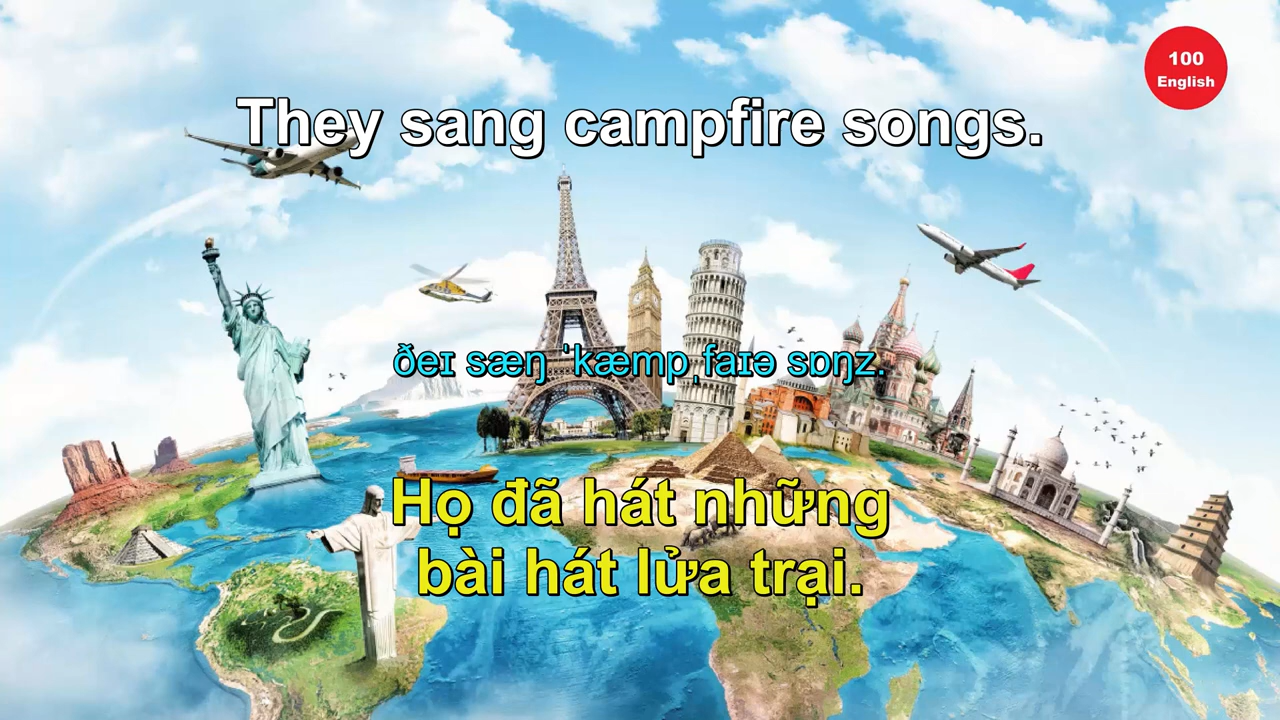 100
English
They sang campfire songs.
ðeɪ sæŋ ˈkæmpˌfaɪə sɒŋz.
Họ đã hát những
bài hát lửa trại.